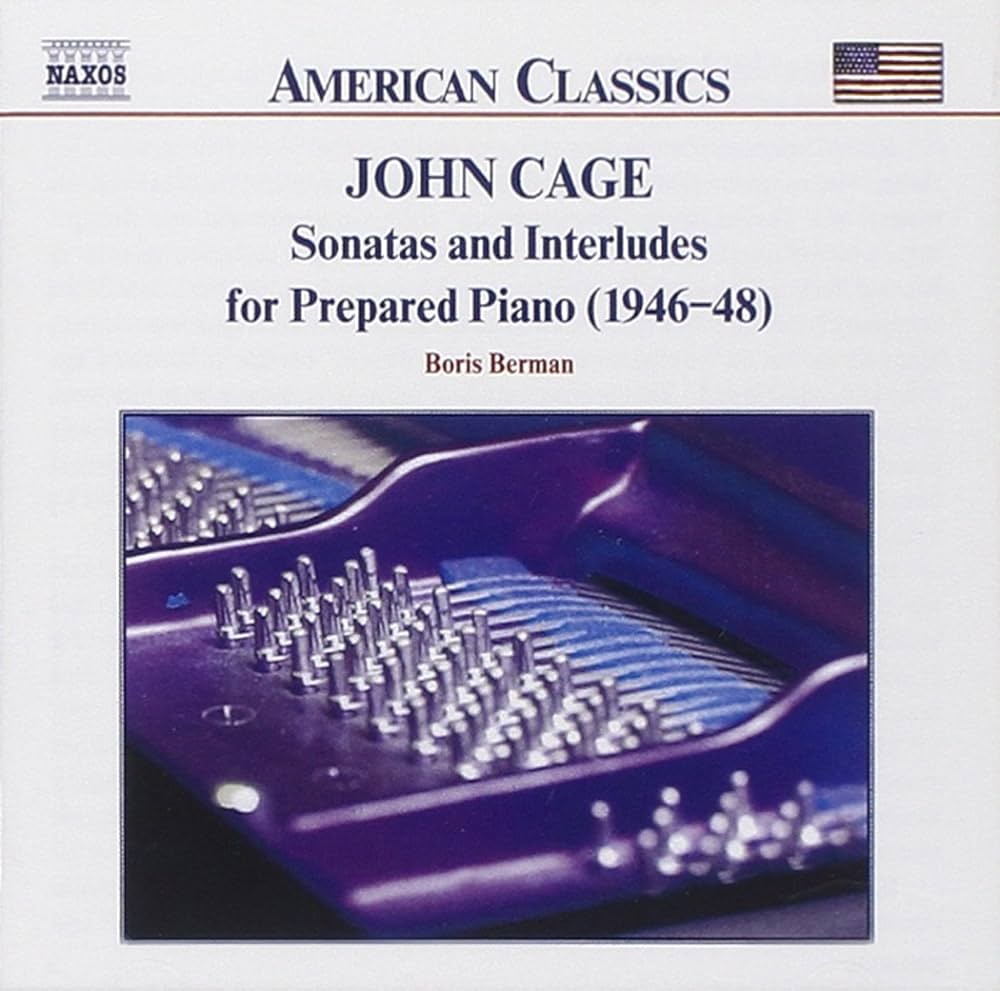 NAXOS
AMERICAN CLASSICS
JOHN CAGE
Sonatas and Interludes
for Prepared Piano (1946–48)
Boris Berman